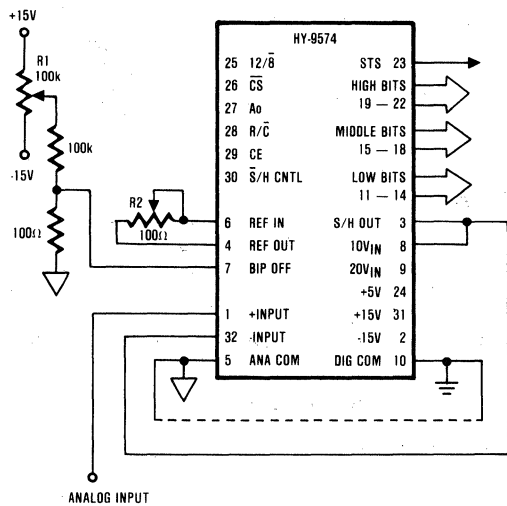 +15V
R1
100k
-15V
100k
100Ω
R2
100Ω
HY-9574
25 12/8̅
26 C̅S̅
27 Ao
28 R/C̅
29 CE
30 S̅/H CNTL
6 REF IN
4 REF OUT
7 BIP OFF
1 +INPUT
32 -INPUT
5 ANA COM
STS 23
HIGH BITS
19 — 22
MIDDLE BITS
15 — 18
LOW BITS
11 — 14
S/H OUT 3
10VIN 8
20VIN 9
+5V 24
+15V 31
-15V 2
DIG COM 10
ANALOG INPUT